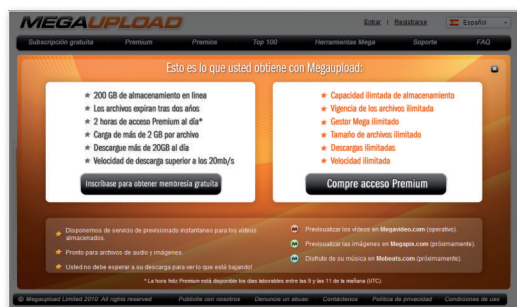 MEGAUPLOAD
Entrar | Registrarse Español
Subscripción gratuita Premium Premios Top 100 Herramientas Mega Soporte FAQ
Esto es lo que usted obtiene con Megaupload:
200 GB de almacenamiento en linea
Los archivos expiran tras dos años
2 horas de acceso Premium al día*
Carga de más de 2 GB por archivo
Descargue más de 20GB al día
Velocidad de descarga superior a los 20mb/s
Inscríbase para obtener membresía gratuita
Capacidad ilimtada de almacenamiento
Vigencia de los archivos ilimitada
Gestor Mega ilimitado
Tamaño de archivos ilimitado
Descargas ilimitadas
Velocidad ilimitada
Compre acceso Premium
Disponemos de servicio de previsionado instantaneo para los vídeos
almacenados.
Pronto para archivos de audio y imágenes.
Usted no debe esperar a su descarga para ver lo que está bajando!
Previsualizar los vídeos en Megavideo.com (operativo).
Previsualizar las imágenes en Megapix.com (próximamente).
Disfrute de su música en Mebeats.com (próximamente).
*La hora feliz Premium está disponible los dias laborables entre las 9 y las 11 de la mañana (UTC).
© Megaupload Limited 2010 All rights reserved Publicite con nosotros Denuncie un abuso Contáctenos Política de privacidad Condiciones de uso